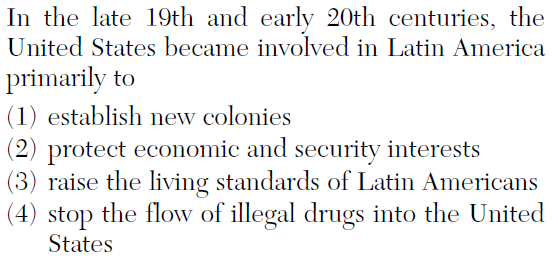 In the late 19th and early 20th centuries, the
United States became involved in Latin America
primarily to
(1) establish new colonies
(2) protect economic and security interests
(3) raise the living standards of Latin Americans
(4) stop the flow of illegal drugs into the United
States